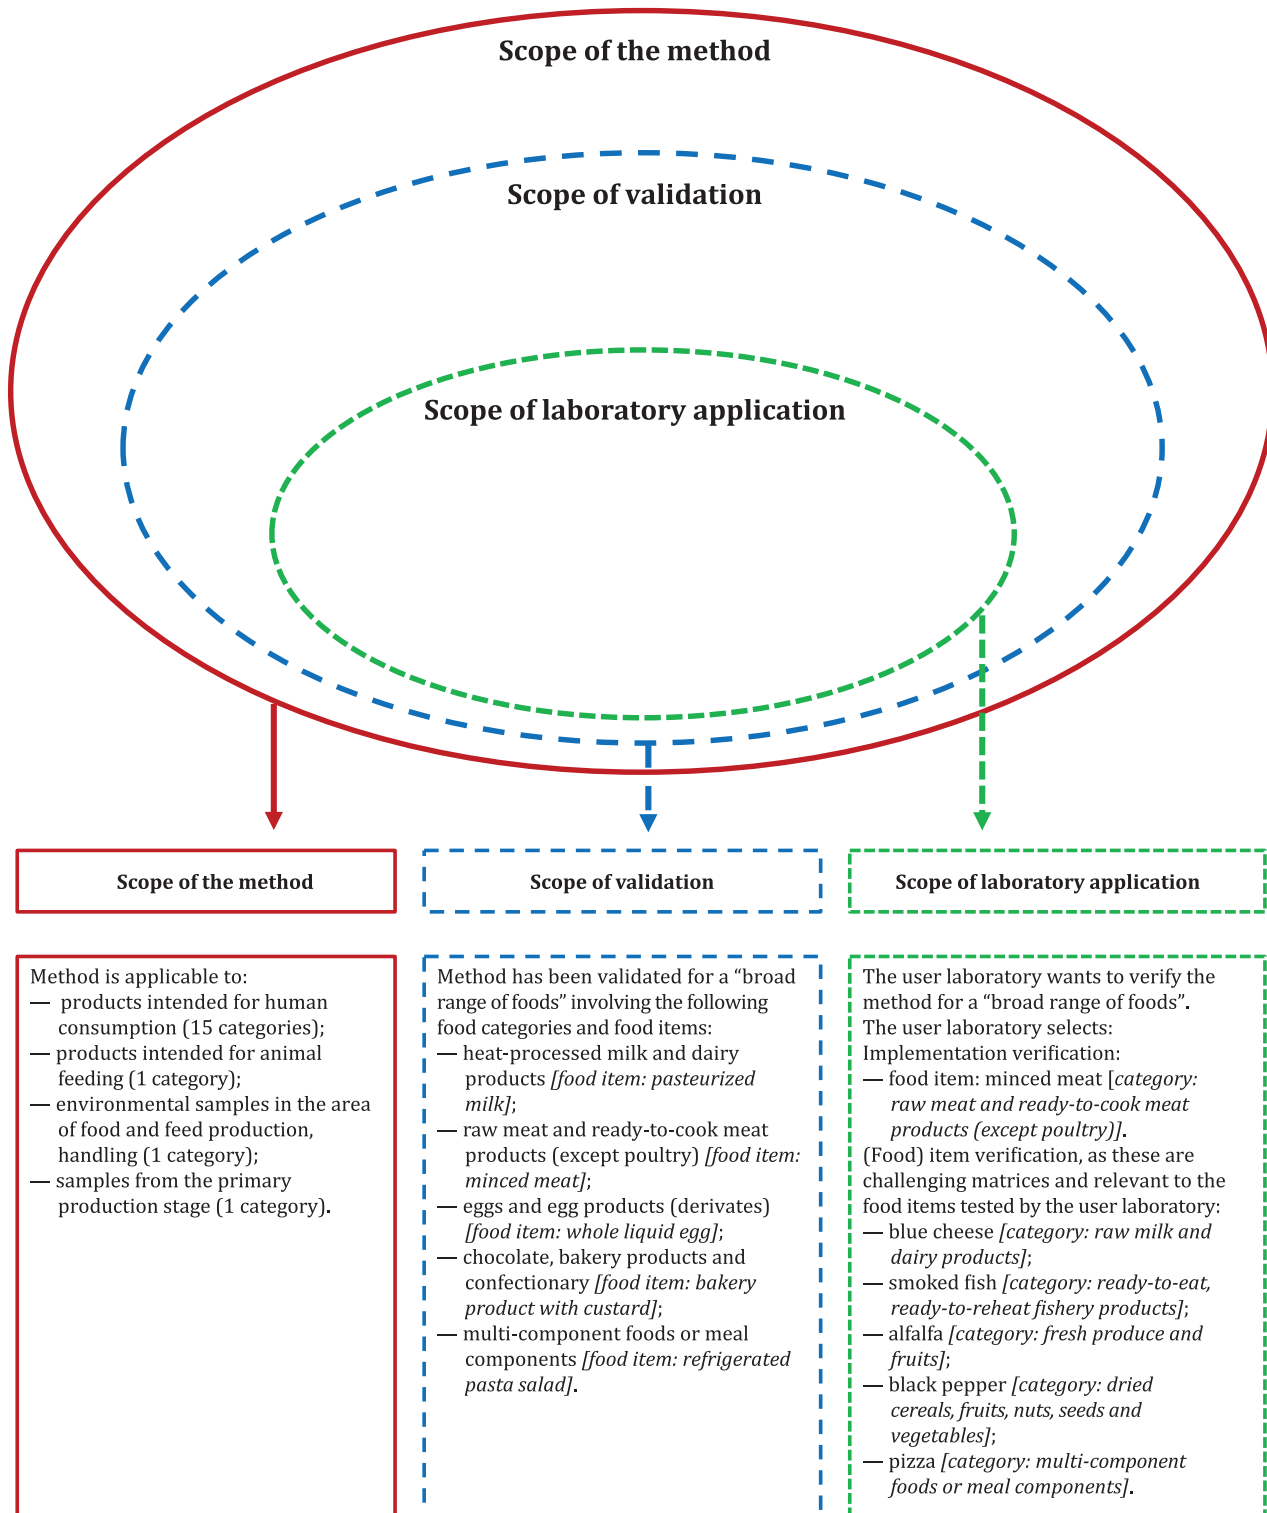 Scope of the method
Scope of validation
Scope of laboratory application
Scope of the method
Scope of validation
Scope of laboratory application
Method is applicable to:
— products intended for human
consumption (15 categories);
— products intended for animal
feeding (1 category);
— environmental samples in the area
of food and feed production,
handling (1 category);
— samples from the primary
production stage (1 category).
Method has been validated for a “broad
range of foods” involving the following
food categories and food items:
— heat-processed milk and dairy
products [food item: pasteurized
milk];
— raw meat and ready-to-cook meat
products (except poultry) [food item:
minced meat];
— eggs and egg products (derivates)
[food item: whole liquid egg];
— chocolate, bakery products and
confectionary [food item: bakery
product with custard];
— multi-component foods or meal
components [food item: refrigerated
pasta salad].
The user laboratory wants to verify the
method for a “broad range of foods”.
The user laboratory selects:
Implementation verification:
— food item: minced meat [category:
raw meat and ready-to-cook meat
products (except poultry)].
(Food) item verification, as these are
challenging matrices and relevant to the
food items tested by the user laboratory:
— blue cheese [category: raw milk and
dairy products];
— smoked fish [category: ready-to-eat,
ready-to-reheat fishery products];
— alfalfa [category: fresh produce and
fruits];
— black pepper [category: dried
cereals, fruits, nuts, seeds and
vegetables];
— pizza [category: multi-component
foods or meal components].